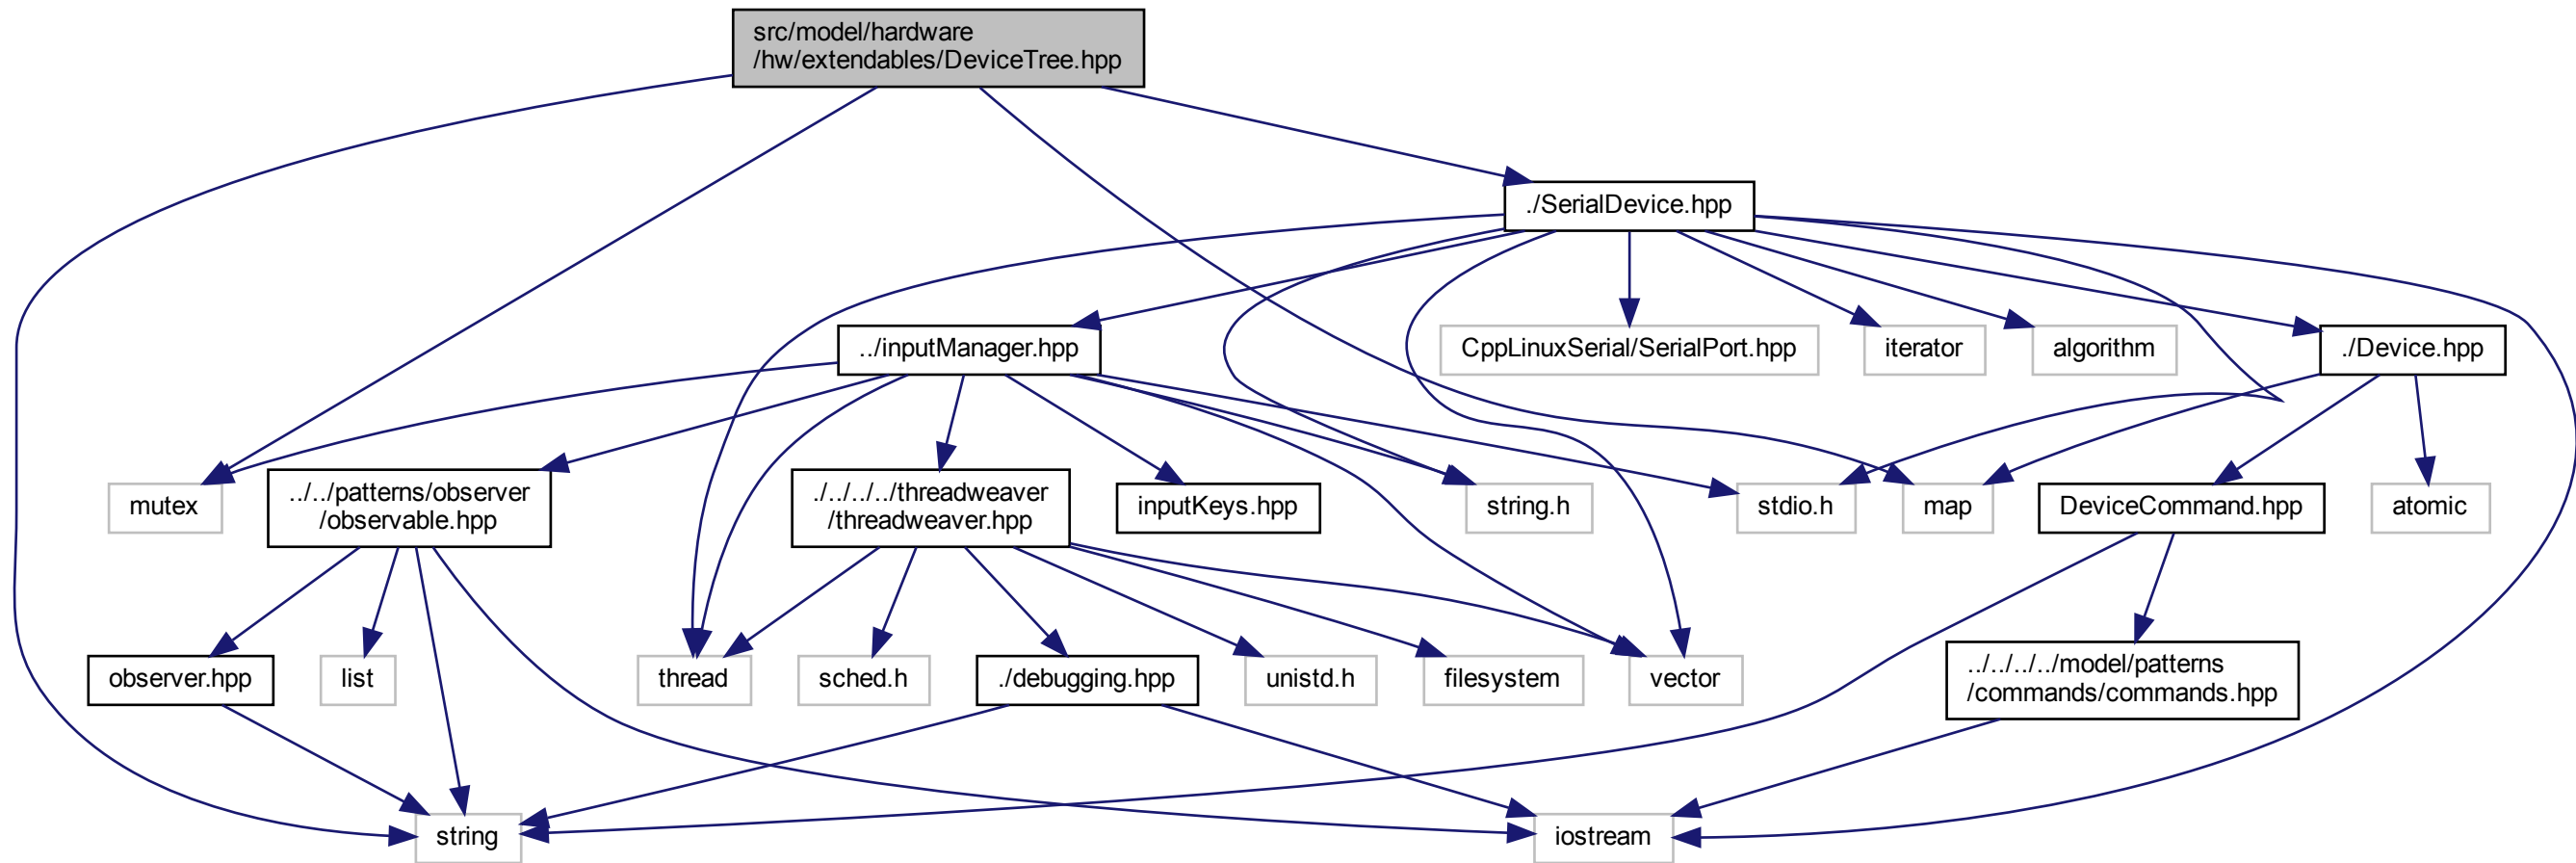 src/model/hardware
/hw/extendables/DeviceTree.hpp
./SerialDevice.hpp
../inputManager.hpp
CppLinuxSerial/SerialPort.hpp
iterator
algorithm
./Device.hpp
mutex
../../patterns/observer
/observable.hpp
./../../../threadweaver
/threadweaver.hpp
inputKeys.hpp
string.h
stdio.h
map
DeviceCommand.hpp
atomic
observer.hpp
list
thread
sched.h
./debugging.hpp
unistd.h
filesystem
vector
../../../../model/patterns
/commands/commands.hpp
string
iostream